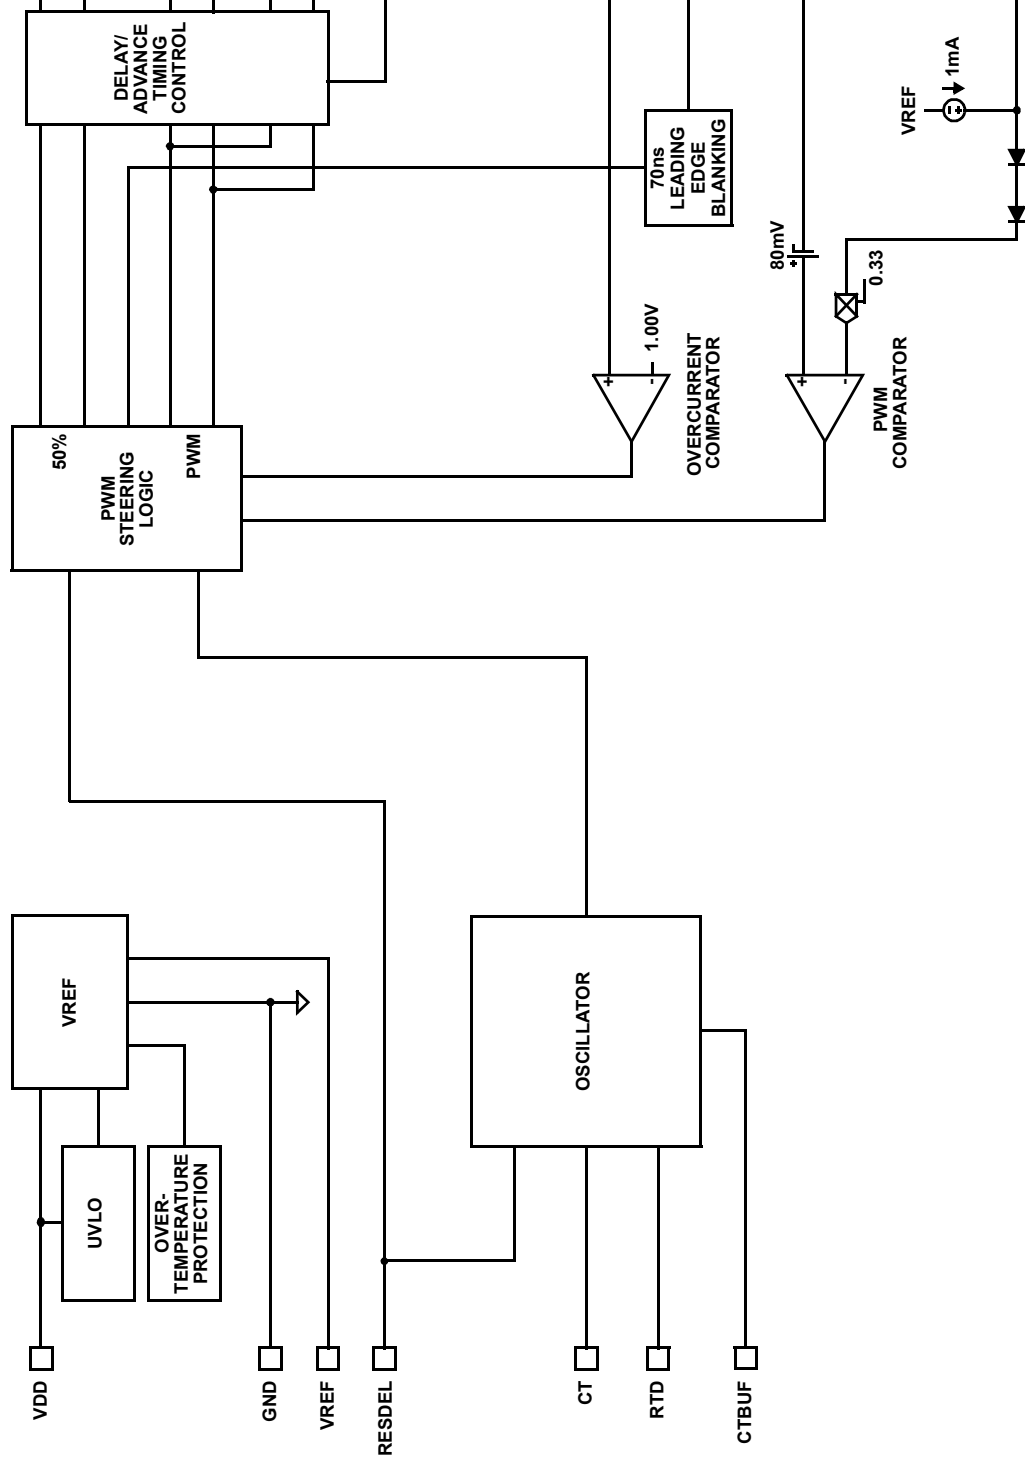 VDD
UVLO
OVER-
TEMPERATURE
PROTECTION
VREF
GND
VREF
RESDEL
CT
RTD
CTBUF
OSCILLATOR
50%
PWM
STEERING
LOGIC
PWM
DELAY/
ADVANCE
TIMING
CONTROL
70ns
LEADING
EDGE
BLANKING
+
-
1.00V
OVERCURRENT
COMPARATOR
80mV
+
+
-
0.33
PWM
COMPARATOR
VREF
- +
1mA